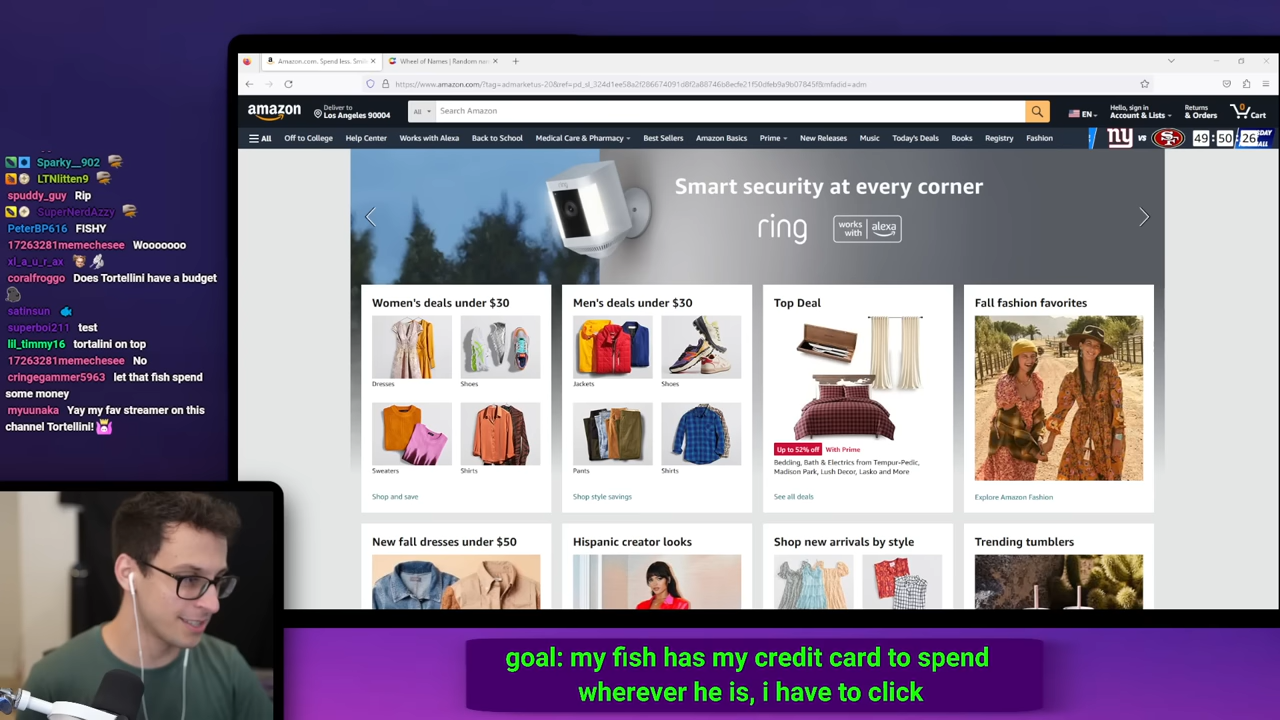 Sparky__902
LTNlitten9
spuddy_guy Rip
SuperNerdAzzy
PeterBP616 FISHY
17263281memechesee Wooooooo
xl_a_u_r_ax
coralfroggo Does Tortellini have a budget
satinsun
superboi211 test
lil_timmy16 tortalini on top
17263281memechesee No
cringegammer5963 let that fish spend
some money
myuunaka Yay my fav streamer on this
channel Tortellini!
Amazon.com. Spend less. Smil
Wheel of Names | Random nam
amazon
Deliver to
Los Angeles 90004
All
Search Amazon
EN
Hello, sign in
Account & Lists
Returns
& Orders
0
Cart
All
Off to College
Help Center
Works with Alexa
Back to School
Medical Care & Pharmacy
Best Sellers
Amazon Basics
Prime
New Releases
Music
Today's Deals
Books
Registry
Fashion
NY VS SF 49:50:26
Smart security at every corner
ring
works with alexa
Women's deals under $30
Dresses
Shoes
Sweaters
Shirts
Shop and save
Men's deals under $30
Jackets
Shoes
Pants
Shirts
Shop style savings
Top Deal
Up to 52% off With Prime
Bedding, Bath & Electrics from Tempur-Pedic,
Madison Park, Lush Decor, Lasko and More
See all deals
Fall fashion favorites
Explore Amazon Fashion
New fall dresses under $50
Hispanic creator looks
Shop new arrivals by style
Trending tumblers
goal: my fish has my credit card to spend
wherever he is, i have to click